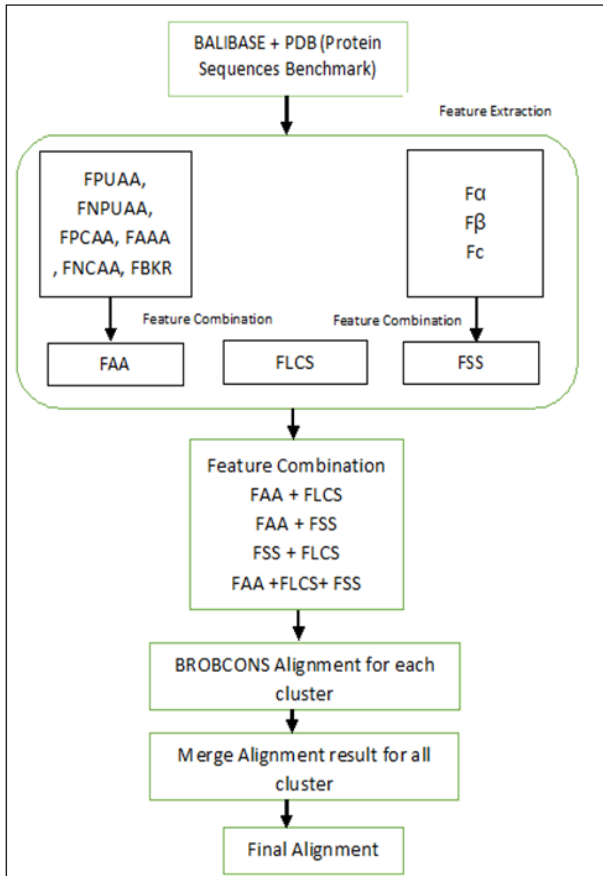 BALIBASE + PDB (Protein
Sequences Benchmark)
Feature Extraction
FPUAA,
FNPUAA,
FPCAA, FAAA
, FNCAA, FBKR
Fα
Fβ
Fc
Feature Combination
Feature Combination
FAA
FLCS
FSS
Feature Combination
FAA + FLCS
FAA + FSS
FSS + FLCS
FAA +FLCS+ FSS
BROBCONS Alignment for each
cluster
Merge Alignment result for all
cluster
Final Alignment